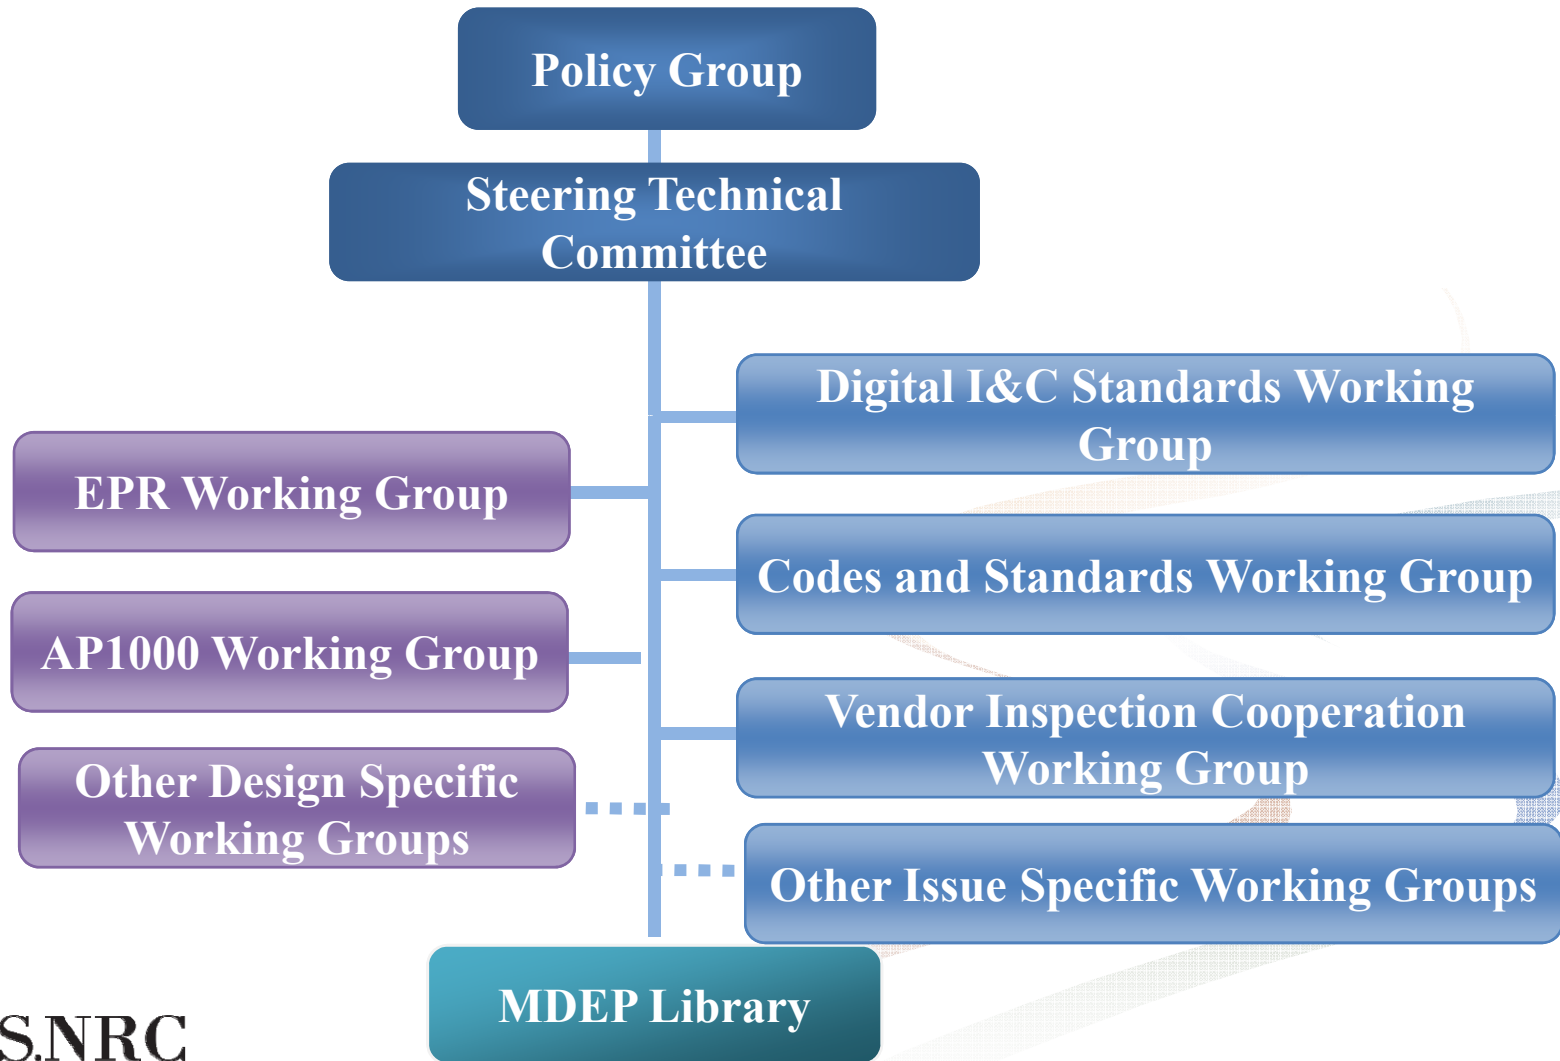 Policy Group
Steering Technical
Committee
Digital I&C Standards Working
Group
EPR Working Group
Codes and Standards Working Group
AP1000 Working Group
Vendor Inspection Cooperation
Working Group
Other Design Specific
Working Groups
Other Issue Specific Working Groups
MDEP Library
S.NRC